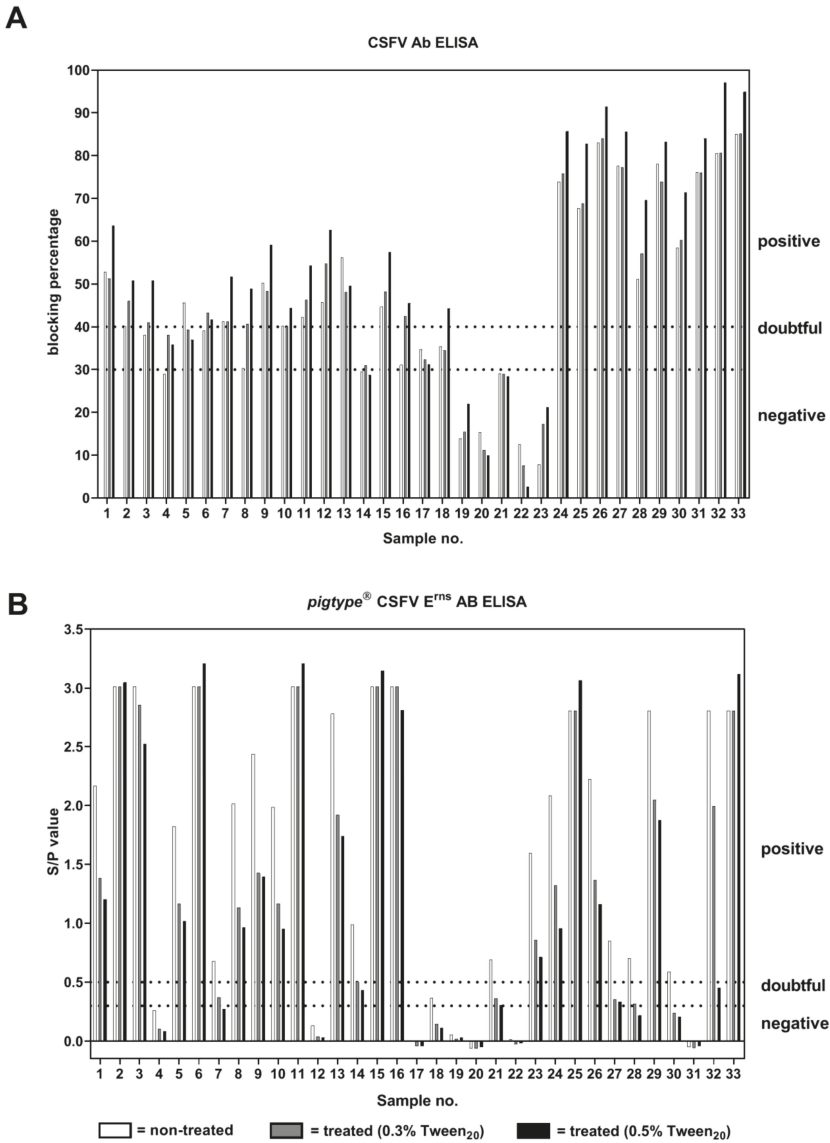 A
CSFV Ab ELISA
100
90
80
70
60
50
40
30
20
10
0
blocking percentage
positive
doubtful
negative
1 2 3 4 5 6 7 8 9 10 11 12 13 14 15 16 17 18 19 20 21 22 23 24 25 26 27 28 29 30 31 32 33
Sample no.
B
pigtype® CSFV Erns AB ELISA
3.5
3.0
2.5
2.0
1.5
1.0
0.5
0.0
S/P value
positive
doubtful
negative
1 2 3 4 5 6 7 8 9 10 11 12 13 14 15 16 17 18 19 20 21 22 23 24 25 26 27 28 29 30 31 32 33
Sample no.
= non-treated = treated (0.3% Tween20) = treated (0.5% Tween20)